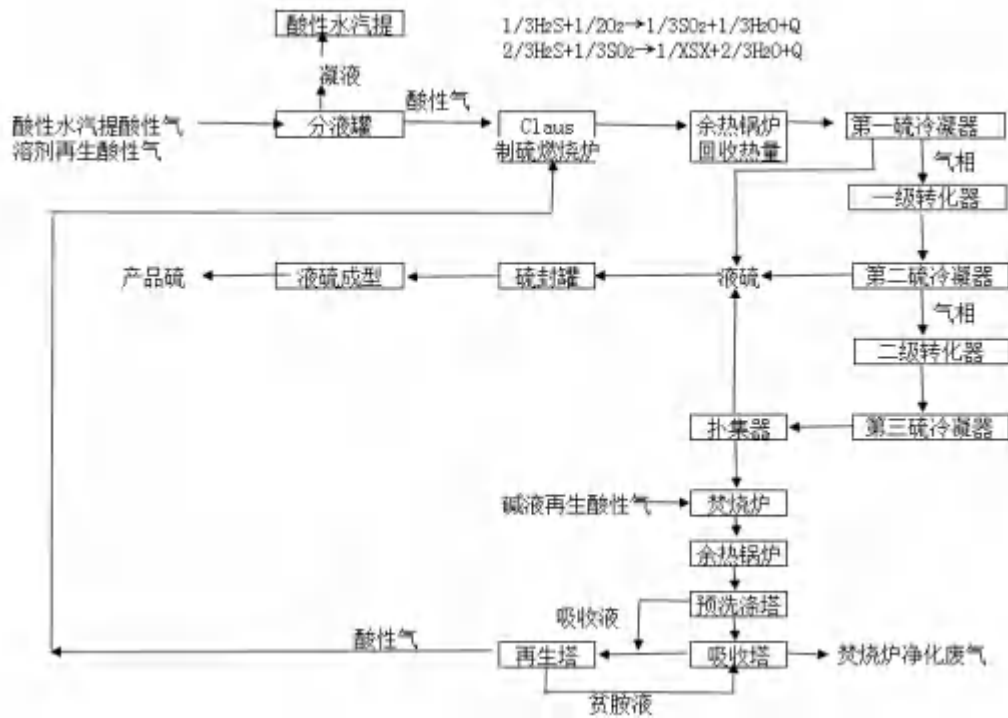 酸性水汽提
1/3H₂S+1/2O₂→1/3SO₂+1/3H₂O+Q
2/3H₂S+1/3SO₂→1/XSX+2/3H₂O+Q
凝液
酸性气
酸性水汽提酸性气
溶剂再生酸性气
分液罐
Claus
制硫燃烧炉
余热锅炉
回收热量
第一硫冷凝器
气相
一级转化器
产品硫
液硫成型
硫封罐
液硫
第二硫冷凝器
气相
二级转化器
扑集器
第三硫冷凝器
碱液再生酸性气
焚烧炉
余热锅炉
预洗涤塔
吸收液
酸性气
再生塔
吸收塔
焚烧炉净化废气
贫胺液